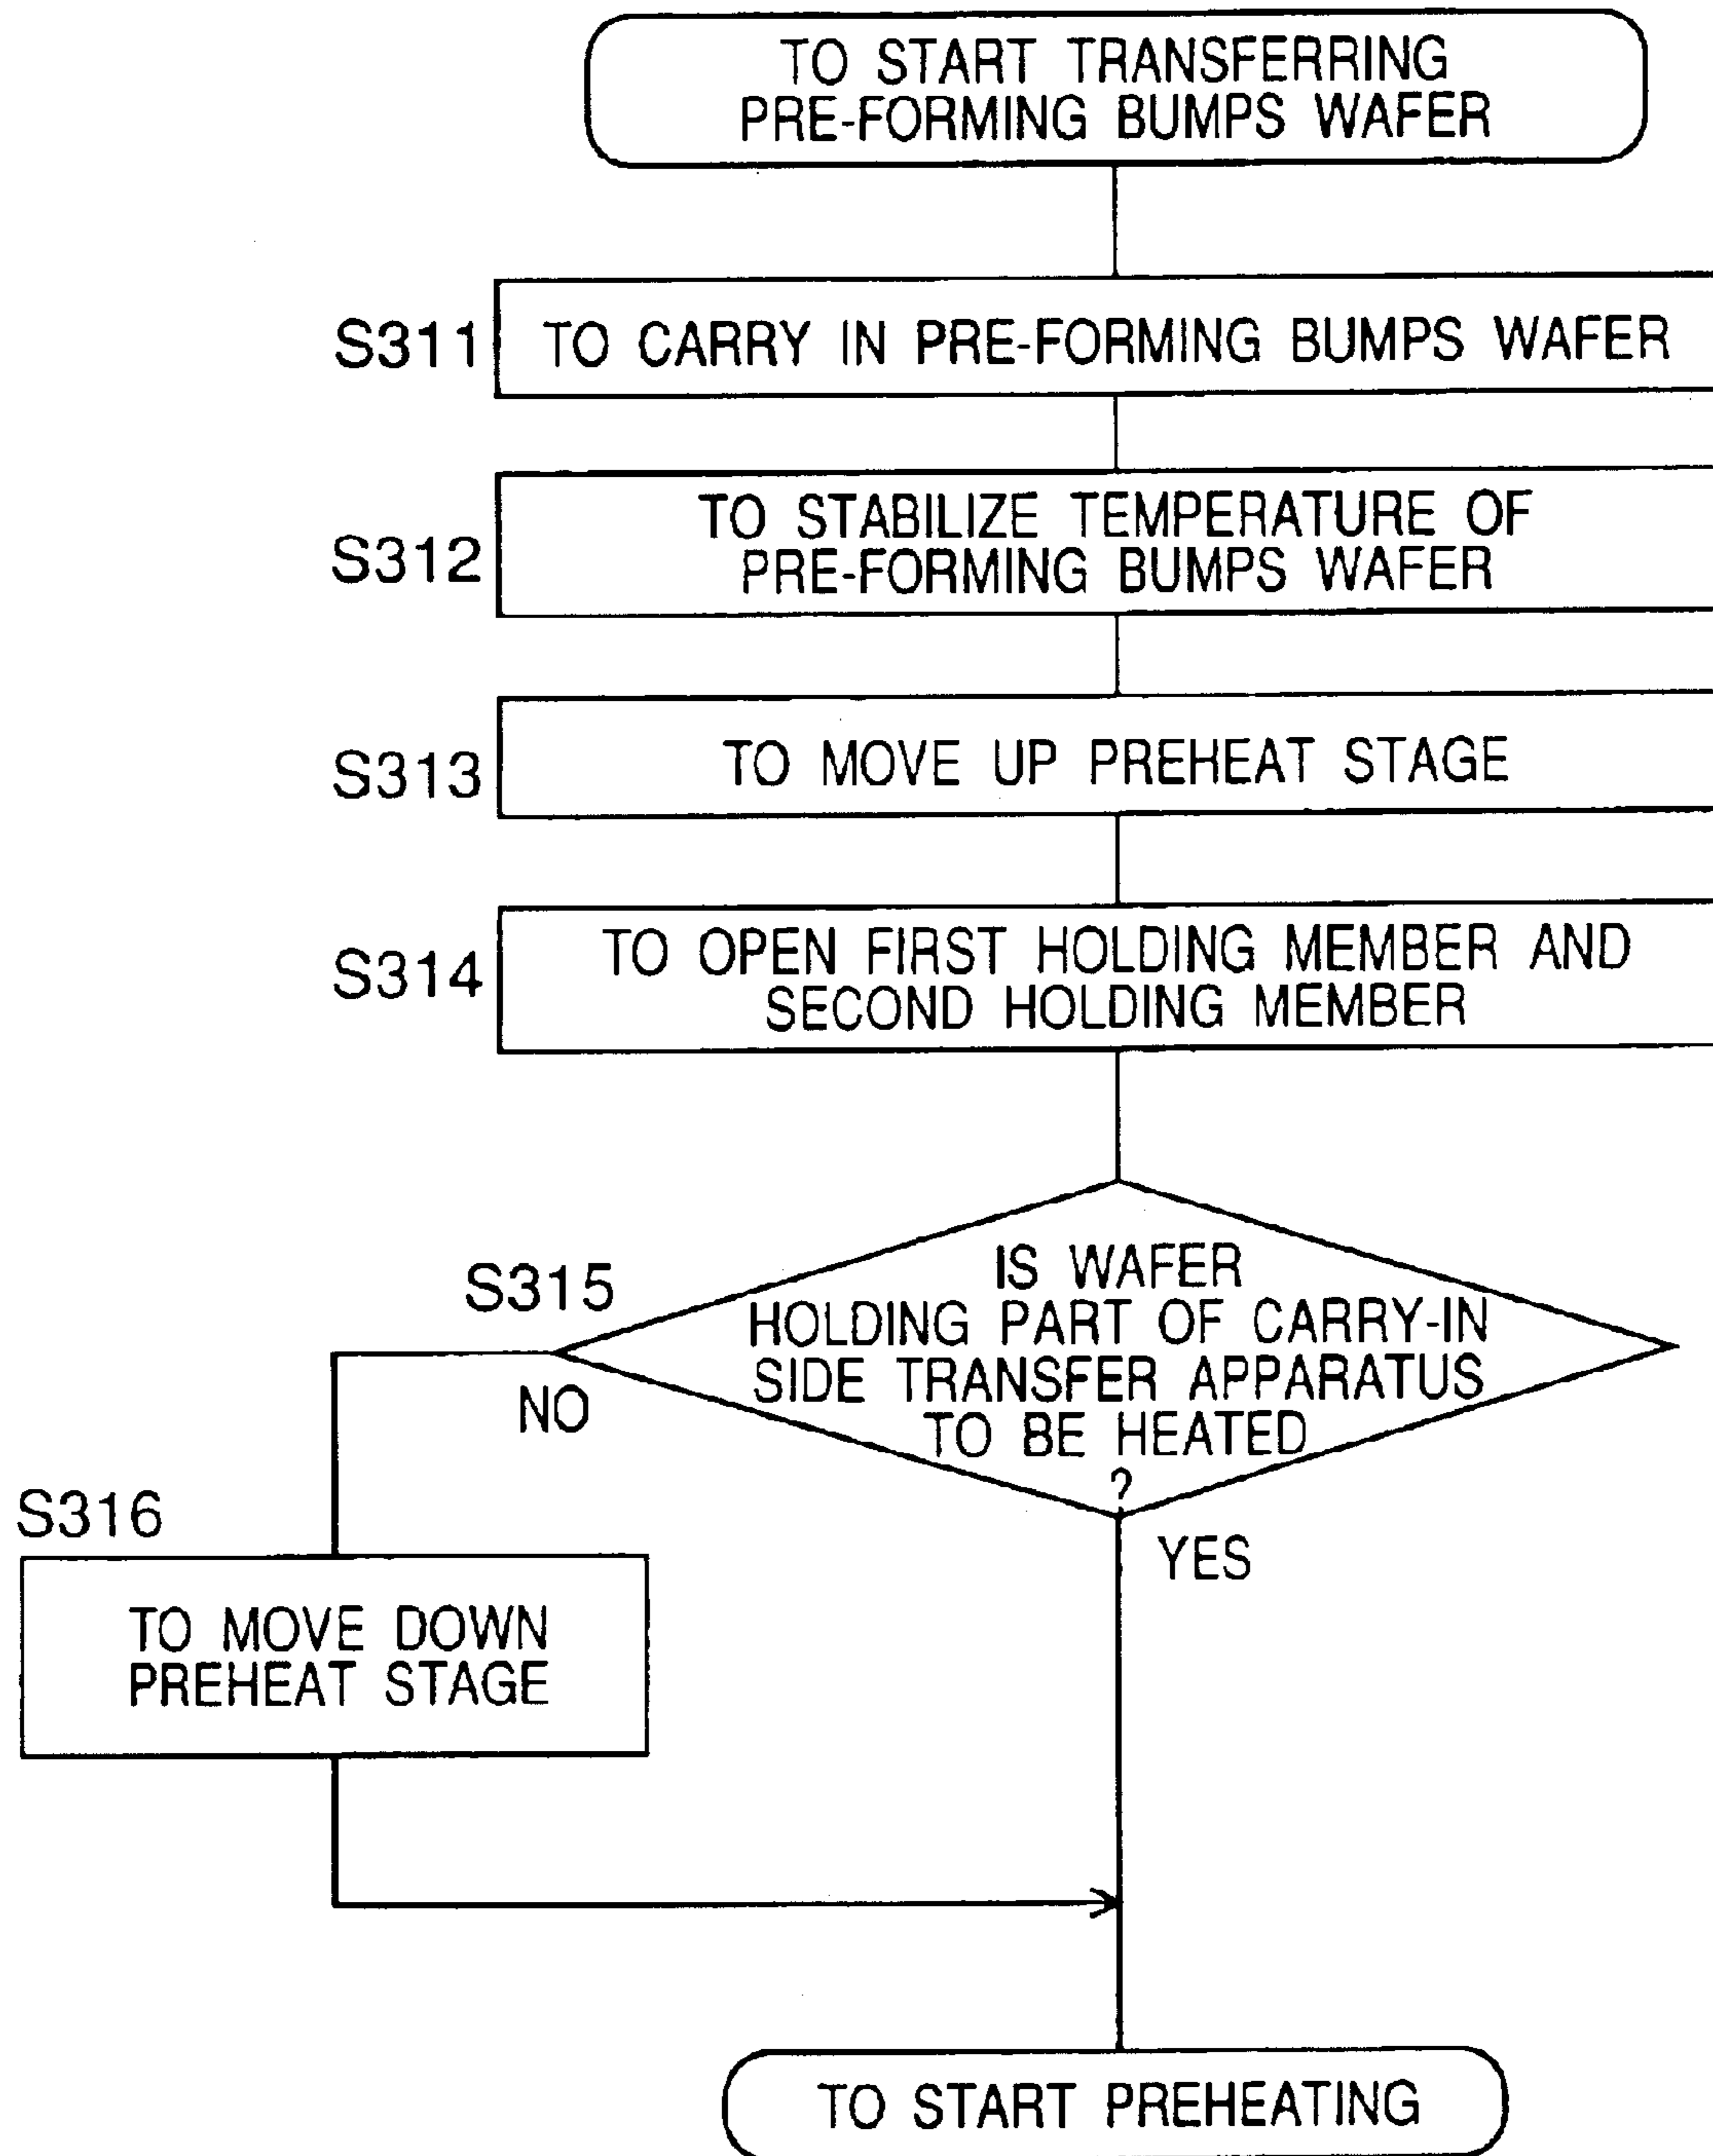 TO START TRANSFERRING
PRE-FORMING BUMPS WAFER
S311
TO CARRY IN PRE-FORMING BUMPS WAFER
S312
TO STABILIZE TEMPERATURE OF
PRE-FORMING BUMPS WAFER
S313
TO MOVE UP PREHEAT STAGE
S314
TO OPEN FIRST HOLDING MEMBER AND
SECOND HOLDING MEMBER
S315
IS WAFER
HOLDING PART OF CARRY-IN
SIDE TRANSFER APPARATUS
TO BE HEATED
?
NO
YES
S316
TO MOVE DOWN
PREHEAT STAGE
TO START PREHEATING